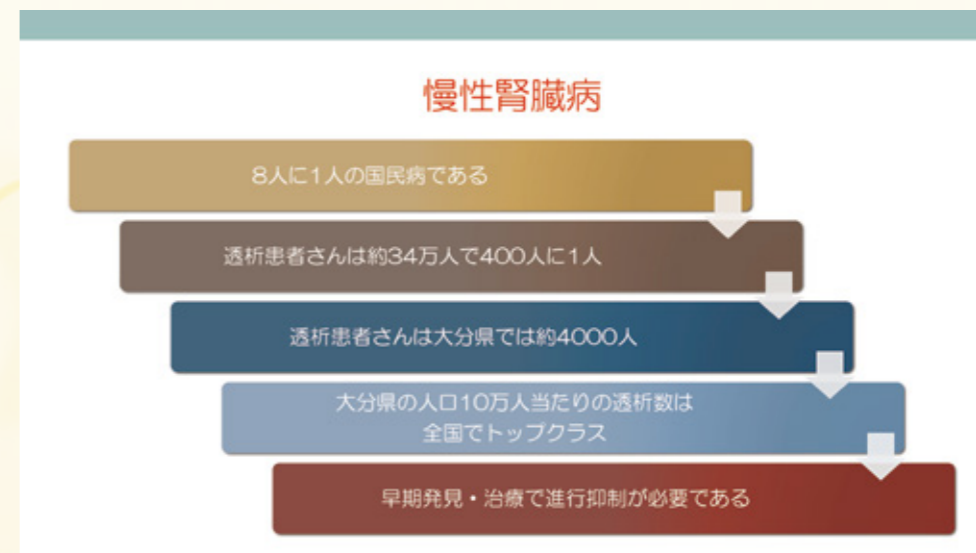 慢性腎臓病
8人に1人の国民病である
透析患者さんは約34万人で400人に1人
透析患者さんは大分県では約4000人
大分県の人口10万人当たりの透析数は
全国でトップクラス
早期発見・治療で進行抑制が必要である